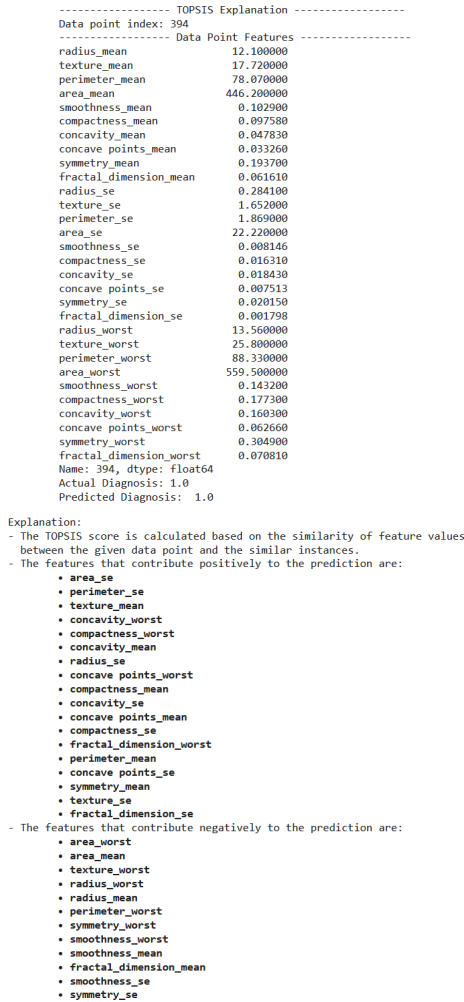 ----------------- TOPSIS Explanation -----------------
Data point index: 394
----------------- Data Point Features -----------------
radius_mean 12.100000
texture_mean 17.720000
perimeter_mean 78.070000
area_mean 446.200000
smoothness_mean 0.102900
compactness_mean 0.097580
concavity_mean 0.047830
concave points_mean 0.033260
symmetry_mean 0.193700
fractal_dimension_mean 0.061610
radius_se 0.284100
texture_se 1.652000
perimeter_se 1.869000
area_se 22.220000
smoothness_se 0.008146
compactness_se 0.016310
concavity_se 0.018430
concave points_se 0.007513
symmetry_se 0.020150
fractal_dimension_se 0.001798
radius_worst 13.560000
texture_worst 25.800000
perimeter_worst 88.330000
area_worst 559.500000
smoothness_worst 0.143200
compactness_worst 0.177300
concavity_worst 0.160300
concave points_worst 0.062660
symmetry_worst 0.304900
fractal_dimension_worst 0.070810
Name: 394, dtype: float64
Actual Diagnosis: 1.0
Predicted Diagnosis:  1.0
Explanation:
- The TOPSIS score is calculated based on the similarity of feature values
between the given data point and the similar instances.
- The features that contribute positively to the prediction are:
• area_se
• perimeter_se
• texture_mean
• concavity_worst
• compactness_worst
• concavity_mean
• radius_se
• concave points_worst
• compactness_mean
• concavity_se
• concave points_mean
• compactness_se
• fractal_dimension_worst
• perimeter_mean
• concave points_se
• symmetry_mean
• texture_se
• fractal_dimension_se
- The features that contribute negatively to the prediction are:
• area_worst
• area_mean
• texture_worst
• radius_worst
• radius_mean
• perimeter_worst
• symmetry_worst
• smoothness_worst
• smoothness_mean
• fractal_dimension_mean
• smoothness_se
• symmetry_se